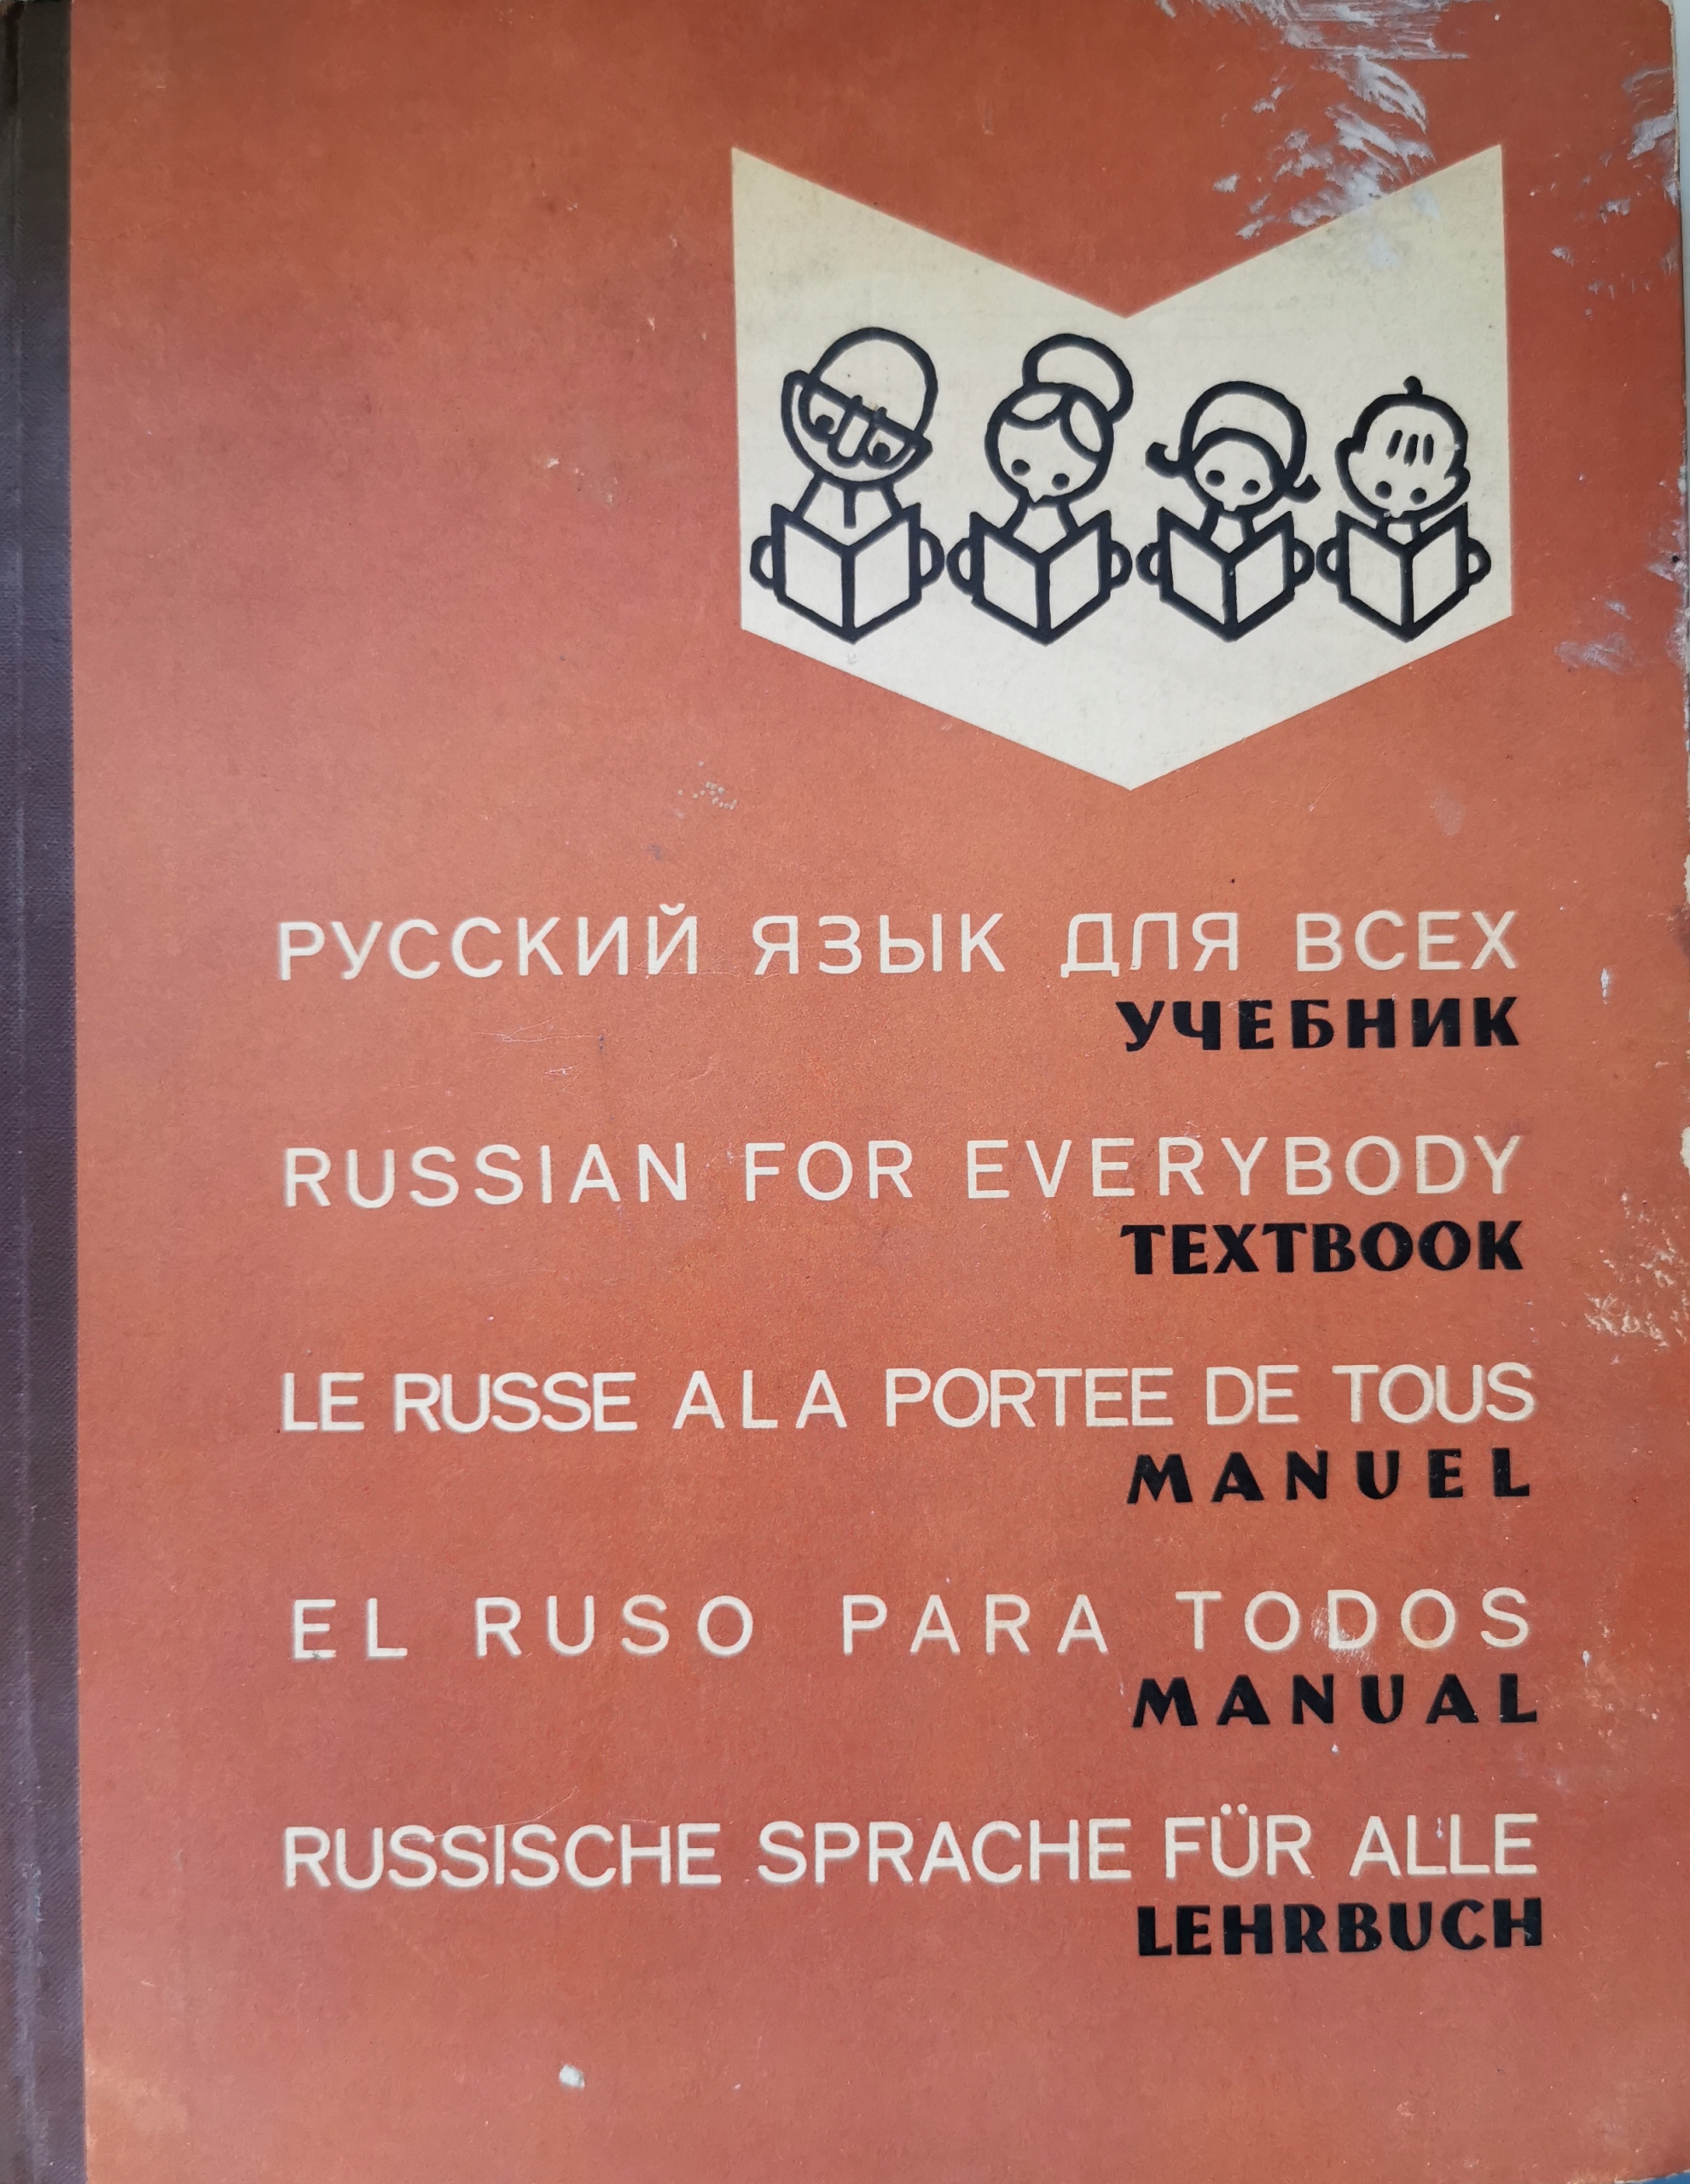 РУССКИЙ ЯЗЫК ДЛЯ ВСЕХ
УЧЕБНИК
RUSSIAN FOR EVERYBODY
TEXTBOOK
LE RUSSE A LA PORTEE DE TOUS
MANUEL
EL RUSO PARA TODOS
MANUAL
RUSSISCHE SPRACHE FÜR ALLE
LEHRBUCH